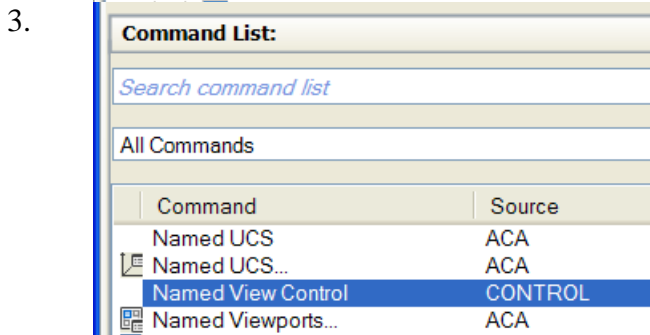 3.
Command List:
Search command list
All Commands
Command Source
Named UCS ACA
Named UCS... ACA
Named View Control CONTROL
Named Viewports... ACA